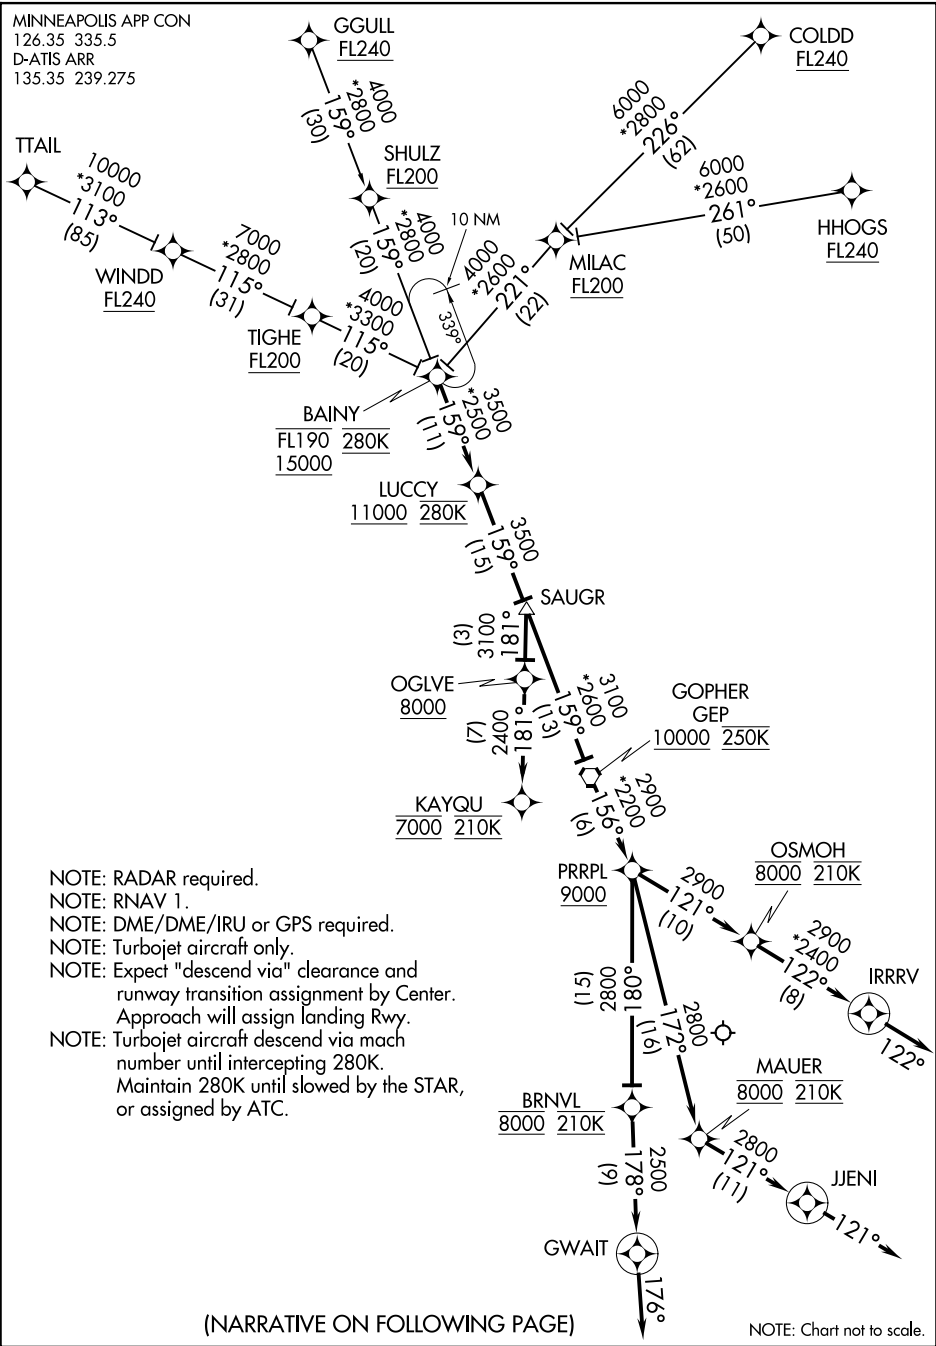 MINNEAPOLIS APP CON
126.35 335.5
D-ATIS ARR
135.35 239.275
GGULL
FL240
COLDD
FL240
4000
*2800
159°
(30)
6000
*2800
226°
(62)
TTAIL
SHULZ
FL200
10000
*3100
113°
(85)
6000
*2600
261°
(50)
HHOGS
FL240
WINDD
FL240
7000
*2800
115°
(31)
4000
*2800
159°
(20)
10 NM
339°
4000
*2600
221°
(22)
MILAC
FL200
TIGHE
FL200
4000
*3300
115°
(20)
BAINY
FL190 280K
15000
3500
*2500
159°
(11)
LUCCY
11000 280K
3500
159°
(15)
SAUGR
(3)
3100
181°
OGLVE
8000
3100
*2600
159°
(13)
GOPHER
GEP
10000 250K
(7)
2400
181°
KAYQU
7000 210K
2900
*2200
156°
(6)
PRRPL
9000
OSMOH
8000 210K
2900
121°
(10)
2900
*2400
122°
(8)
IRRRV
122°
NOTE: RADAR required.
NOTE: RNAV 1.
NOTE: DME/DME/IRU or GPS required.
NOTE: Turbojet aircraft only.
NOTE: Expect "descend via" clearance and
runway transition assignment by Center.
Approach will assign landing Rwy.
NOTE: Turbojet aircraft descend via mach
number until intercepting 280K.
Maintain 280K until slowed by the STAR,
or assigned by ATC.
(15)
2800
180°
2800
172°
(16)
MAUER
8000 210K
BRNVL
8000 210K
2800
121°
(11)
JJENI
121°
2500
178°
(9)
GWAIT
176°
(NARRATIVE ON FOLLOWING PAGE)
NOTE: Chart not to scale.